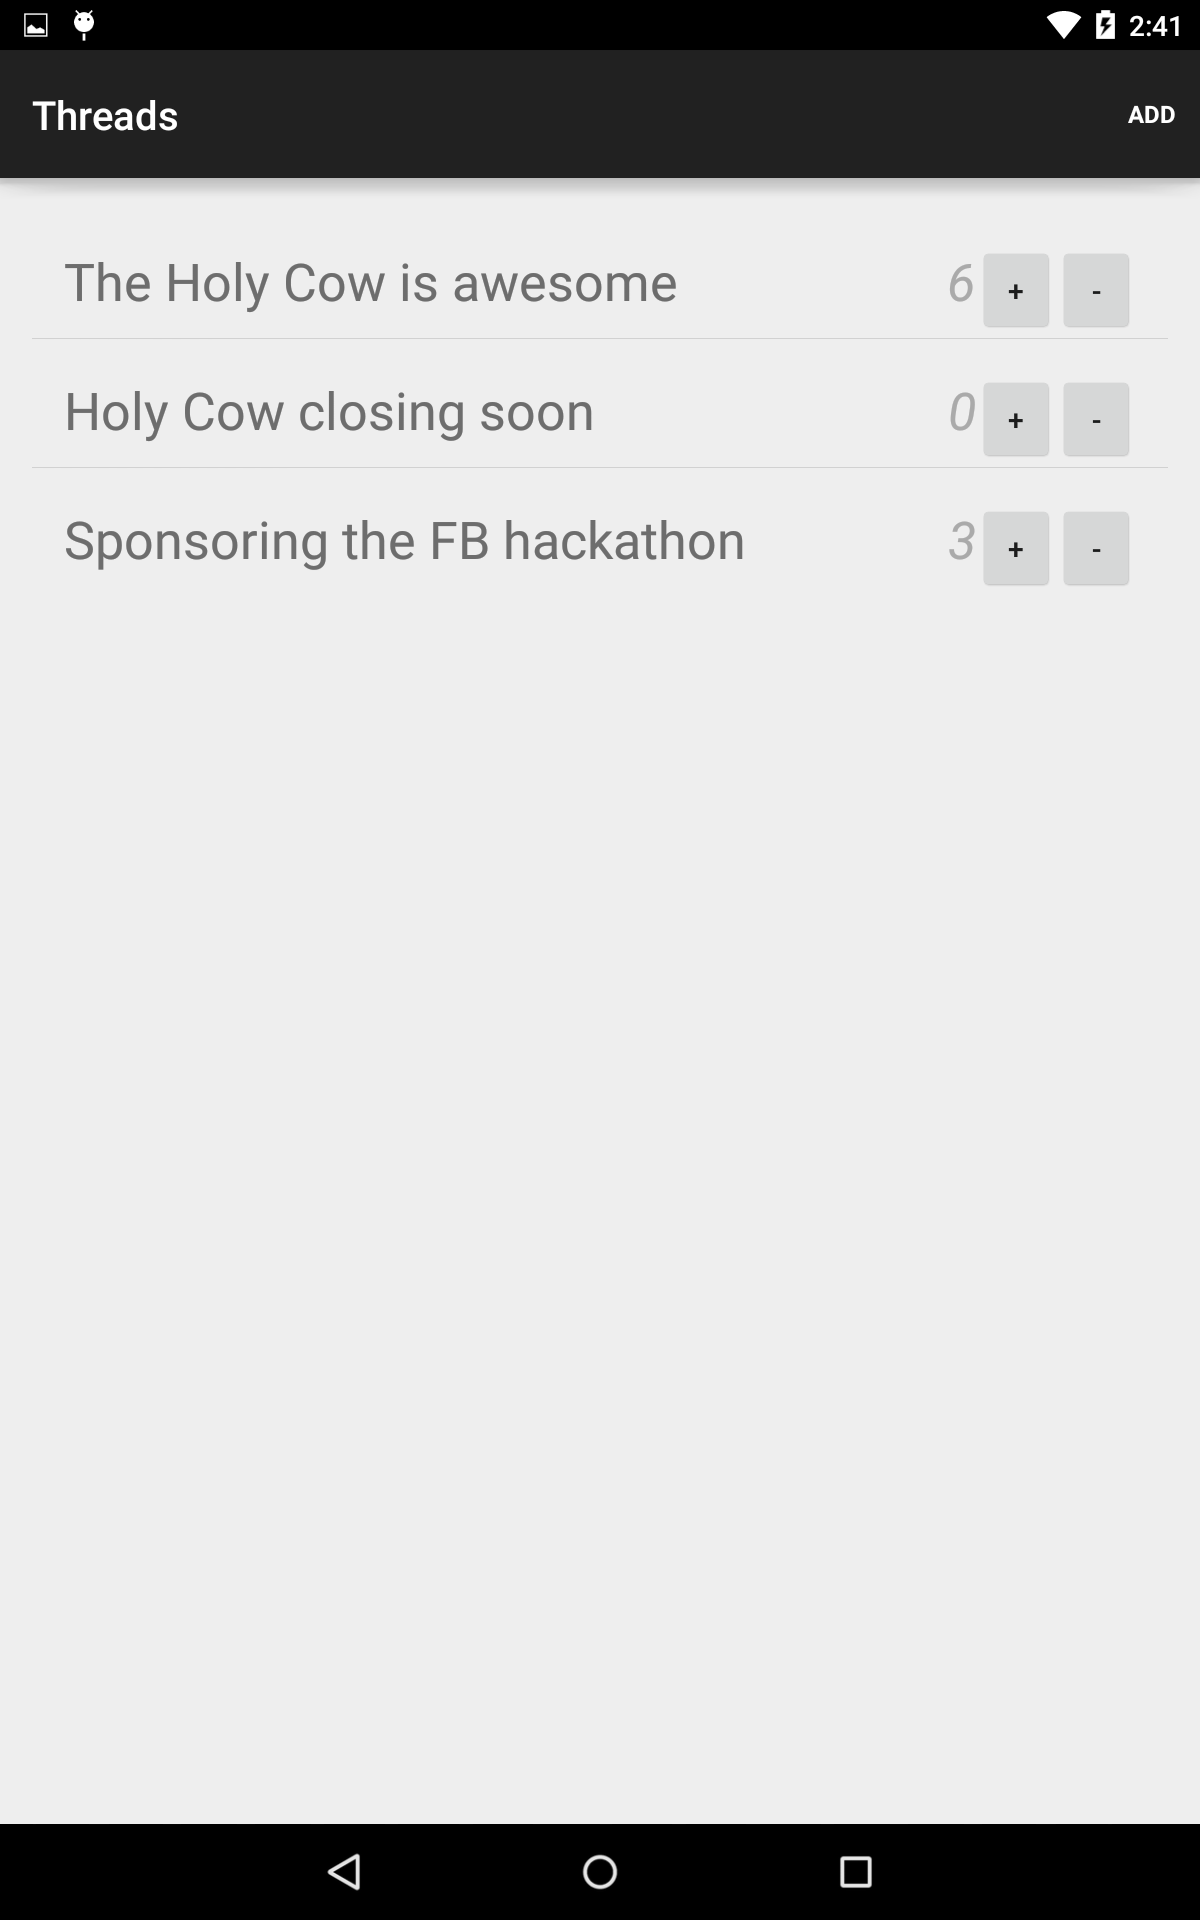 2:41
Threads ADD
The Holy Cow is awesome 6 + -
Holy Cow closing soon 0 + -
Sponsoring the FB hackathon 3 + -